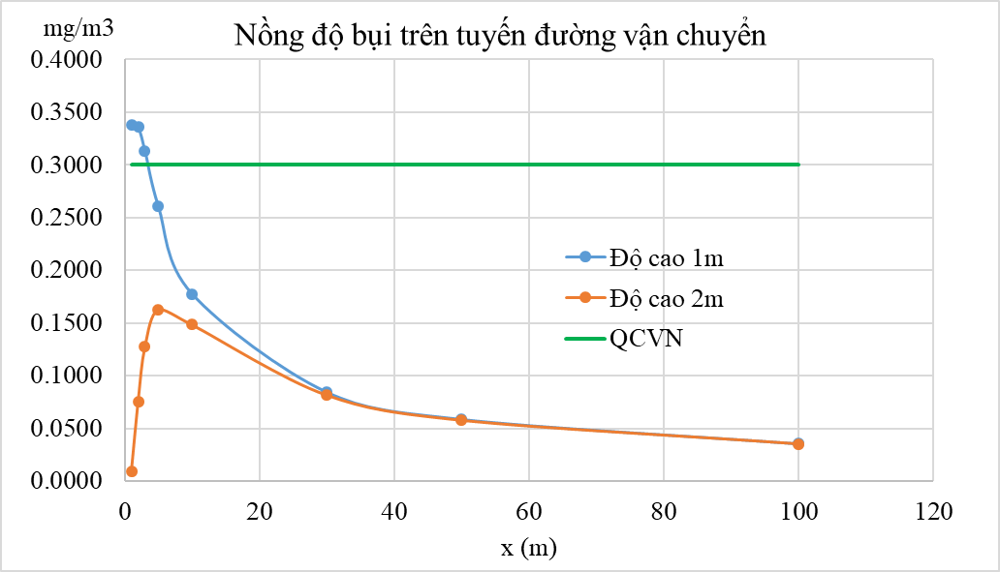 mg/m3
Nồng độ bụi trên tuyến đường vận chuyển
0.4000
0.3500
0.3000
0.2500
0.2000
0.1500
0.1000
0.0500
0.0000
Độ cao 1m
Độ cao 2m
QCVN
0 20 40 60 80 100 120
x (m)